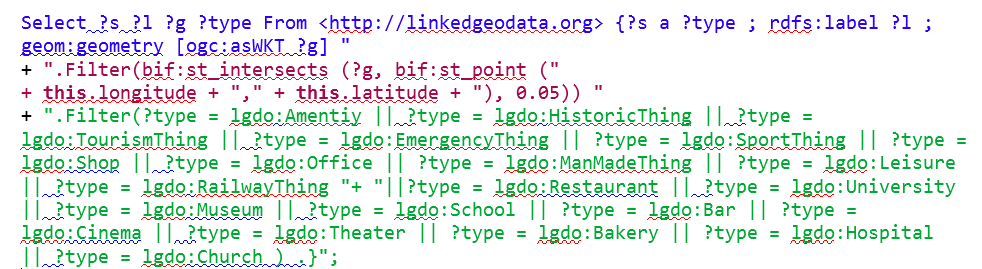 Select ?s ?l ?g ?type From <http://linkedgeodata.org> {?s a ?type ; rdfs:label ?l ;
geom:geometry [ogc:asWKT ?g] "
+ ".Filter(bif:st_intersects (?g, bif:st_point ("
+ this.longitude + "," + this.latitude + "), 0.05)) "
+ ".Filter(?type = lgdo:Amentiy || ?type = lgdo:HistoricThing || ?type =
lgdo:TourismThing || ?type = lgdo:EmergencyThing || ?type = lgdo:SportThing || ?type =
lgdo:Shop || ?type = lgdo:Office || ?type = lgdo:ManMadeThing || ?type = lgdo:Leisure
|| ?type = lgdo:RailwayThing "+ "||?type = lgdo:Restaurant || ?type = lgdo:University
|| ?type = lgdo:Museum || ?type = lgdo:School || ?type = lgdo:Bar || ?type =
lgdo:Cinema || ?type = lgdo:Theater || ?type = lgdo:Bakery || ?type = lgdo:Hospital
|| ?type = lgdo:Church ) .}";